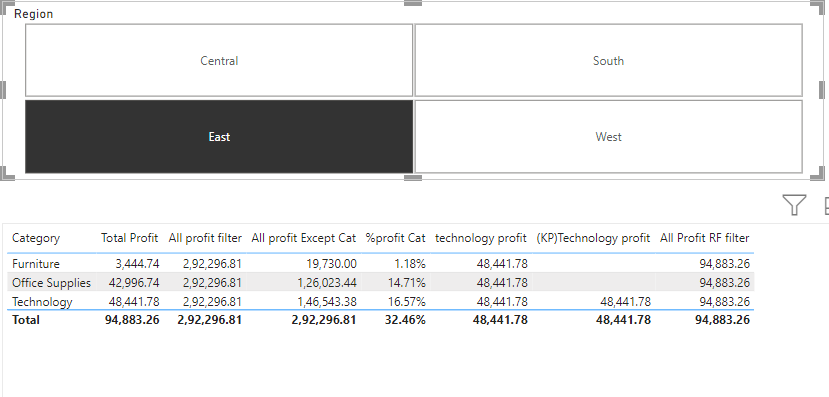 Region
Central South
East West
Category Total Profit All profit filter All profit Except Cat %profit Cat technology profit (KP)Technology profit All Profit RF filter
Furniture 3,444.74 2,92,296.81 19,730.00 1.18% 48,441.78 94,883.26
Office Supplies 42,996.74 2,92,296.81 1,26,023.44 14.71% 48,441.78 94,883.26
Technology 48,441.78 2,92,296.81 1,46,543.38 16.57% 48,441.78 48,441.78 94,883.26
Total 94,883.26 2,92,296.81 2,92,296.81 32.46% 48,441.78 48,441.78 94,883.26